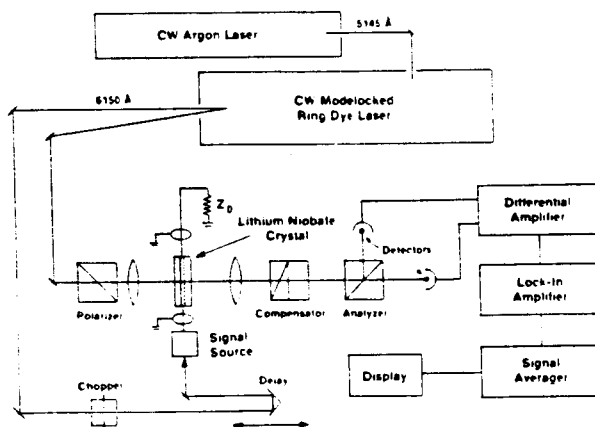 CW Argon Laser
5145 Å
6150 Å
CW Modelocked
Ring Dye Laser
Z₀
Lithium Niobate
Crystal
Differential
Amplifier
Detectors
Polarizer
Compensator
Analyzer
Lock-In
Amplifier
Signal
Source
Display
Signal
Averager
Chopper
Delay